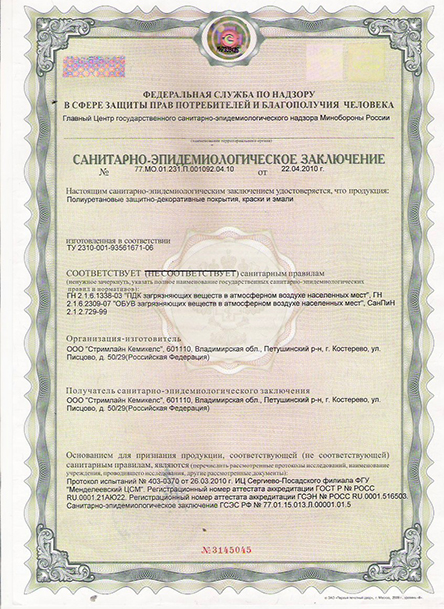 ФЕДЕРАЛЬНАЯ СЛУЖБА ПО НАДЗОРУ
В СФЕРЕ ЗАЩИТЫ ПРАВ ПОТРЕБИТЕЛЕЙ И БЛАГОПОЛУЧИЯ ЧЕЛОВЕКА
Главный Центр государственного санитарно-эпидемиологического надзора Минобороны России
(наименование территориального органа)
САНИТАРНО-ЭПИДЕМИОЛОГИЧЕСКОЕ ЗАКЛЮЧЕНИЕ
№ 77.МО.01.231.П.001092.04.10 от 22.04.2010 г.
Настоящим санитарно-эпидемиологическим заключением удостоверяется, что продукция:
Полиуретановые защитно-декоративные покрытия, краски и эмали
изготовленная в соответствии
ТУ 2310-001-93561671-06
СООТВЕТСТВУЕТ (НЕ СООТВЕТСТВУЕТ) санитарным правилам
(ненужное зачеркнуть, указать полное наименование государственных санитарно-эпидемиологических
правил и нормативов):
ГН 2.1.6.1338-03 "ПДК загрязняющих веществ в атмосферном воздухе населенных мест", ГН
2.1.6.2309-07 "ОБУВ загрязняющих веществ в атмосферном воздухе населенных мест", СанПиН
2.1.2.729-99
Организация-изготовитель
ООО "Стримлайн Кемикелс", 601110, Владимирская обл., Петушинский р-н, г. Костерево, ул.
Писцово, д. 50/29(Российская Федерация)
Получатель санитарно-эпидемиологического заключения
ООО "Стримлайн Кемикелс", 601110, Владимирская обл., Петушинский р-н, г. Костерево, ул.
Писцово, д. 50/29(Российская Федерация)
Основанием для признания продукции, соответствующей (не соответствующей)
санитарным правилам, являются (перечислить рассмотренные протоколы исследований, наименование
учреждения, проводившего исследования, другие рассмотренные документы):
Протокол испытаний № 403-0370 от 26.03.2010 г. ИЦ Сергиево-Посадского филиала ФГУ
"Менделеевский ЦСМ". Регистрационный номер аттестата аккредитации ГОСТ Р № РОСС
RU.0001.21АЮ22. Регистрационный номер аттестата аккредитации ГСЭН № РОСС RU.0001.516503.
Санитарно-эпидемиологическое заключение ГСЭС РФ № 77.01.15.013.П.00001.01.5
№3145045